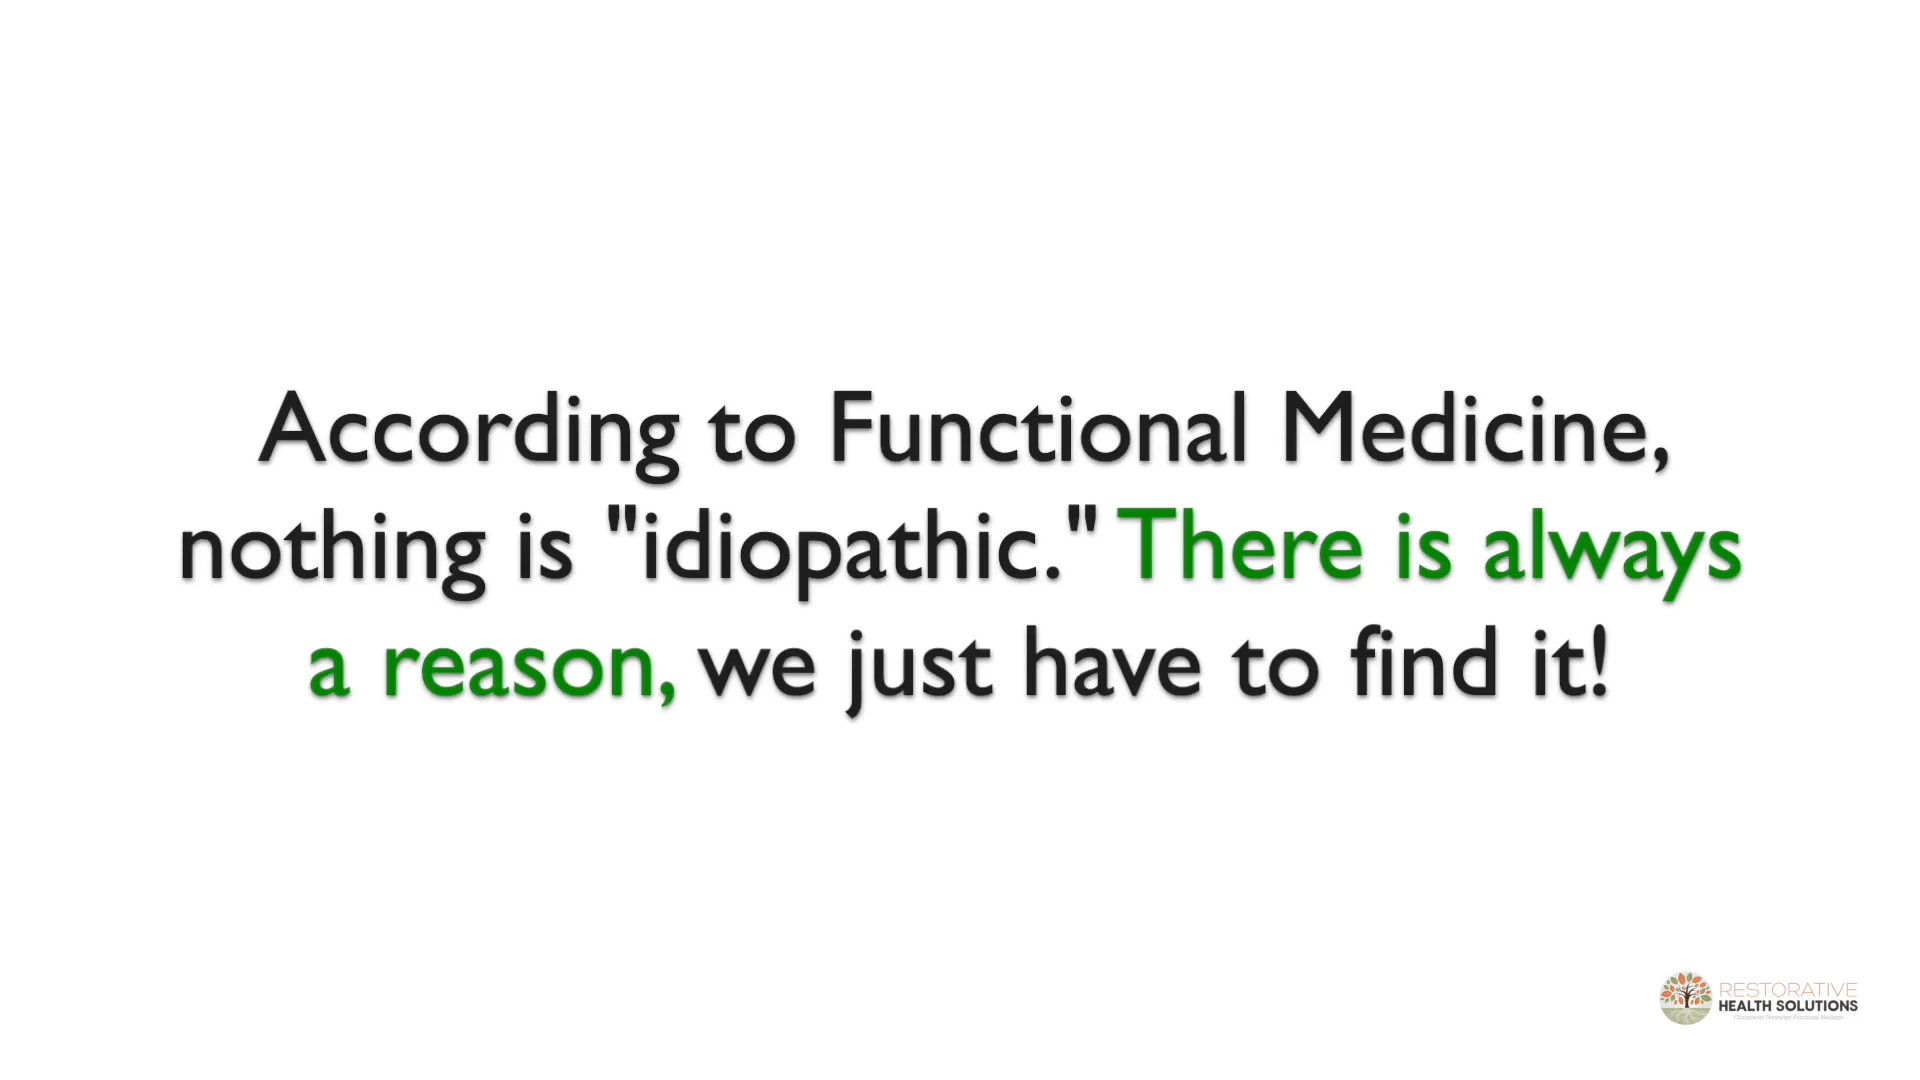 According to Functional Medicine,
nothing is "idiopathic." There is always
a reason, we just have to find it!
RESTORATIVE
HEALTH SOLUTIONS